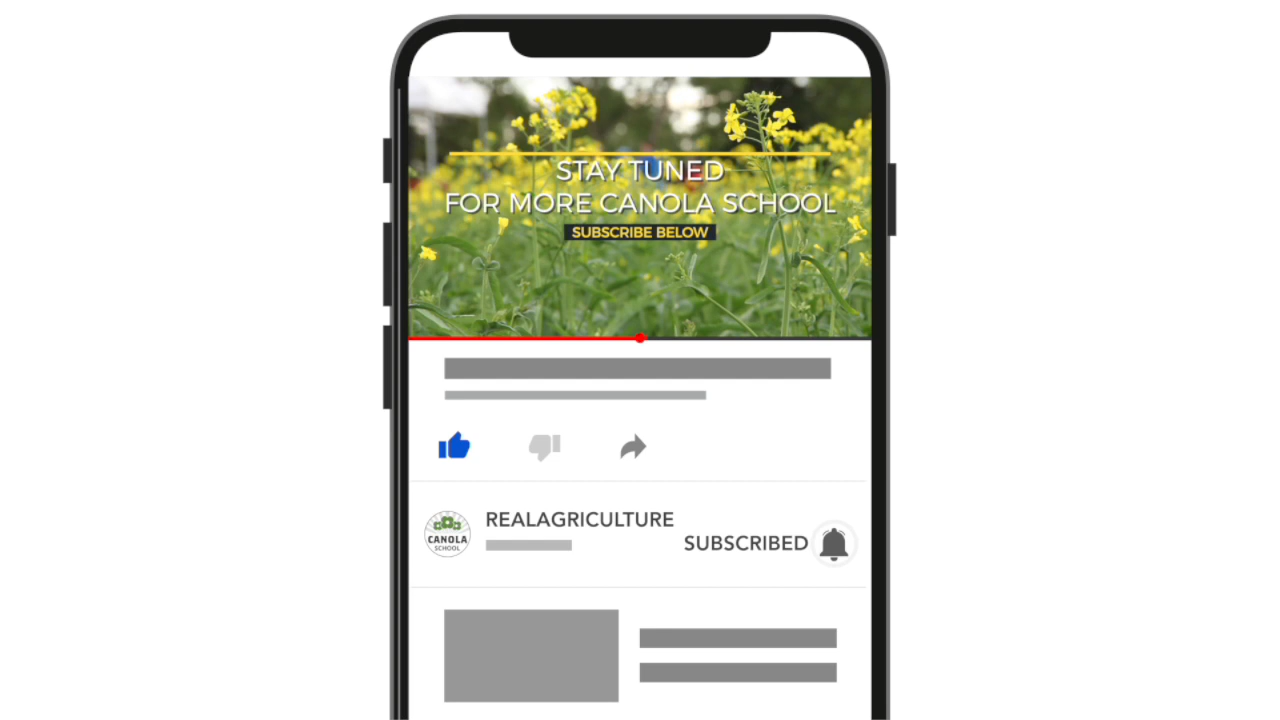 STAY TUNED
FOR MORE CANOLA SCHOOL
SUBSCRIBE BELOW
REALAGRICULTURE
CANOLA
SCHOOL
SUBSCRIBED